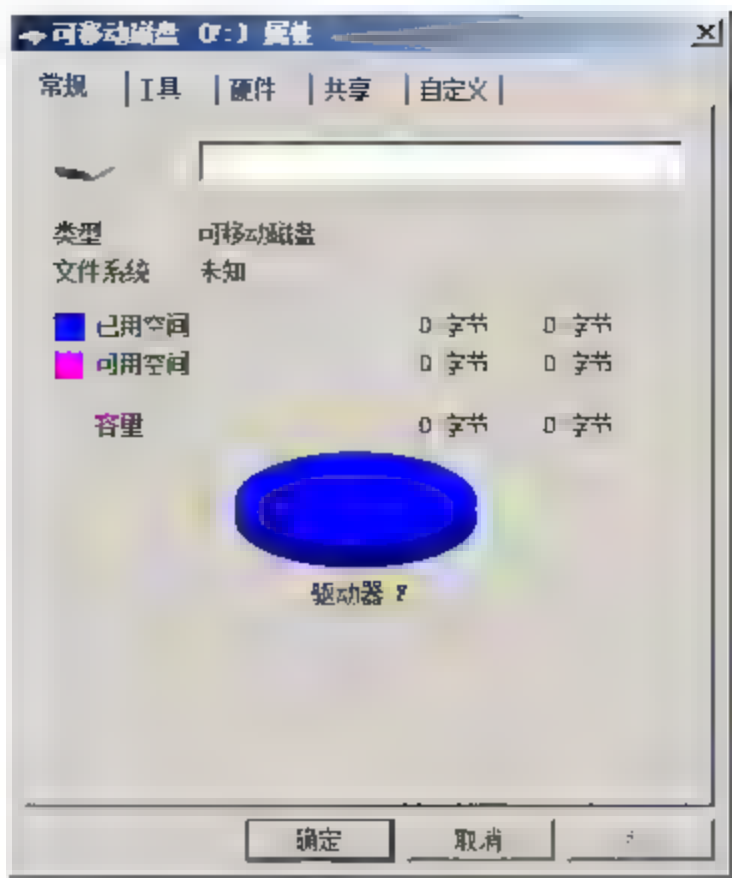 可移动磁盘 (F:) 属性
常规 工具 硬件 共享 自定义
类型 可移动磁盘
文件系统 未知
已用空间 0 字节 0 字节
可用空间 0 字节 0 字节
容量 0 字节 0 字节
驱动器 F
确定 取消